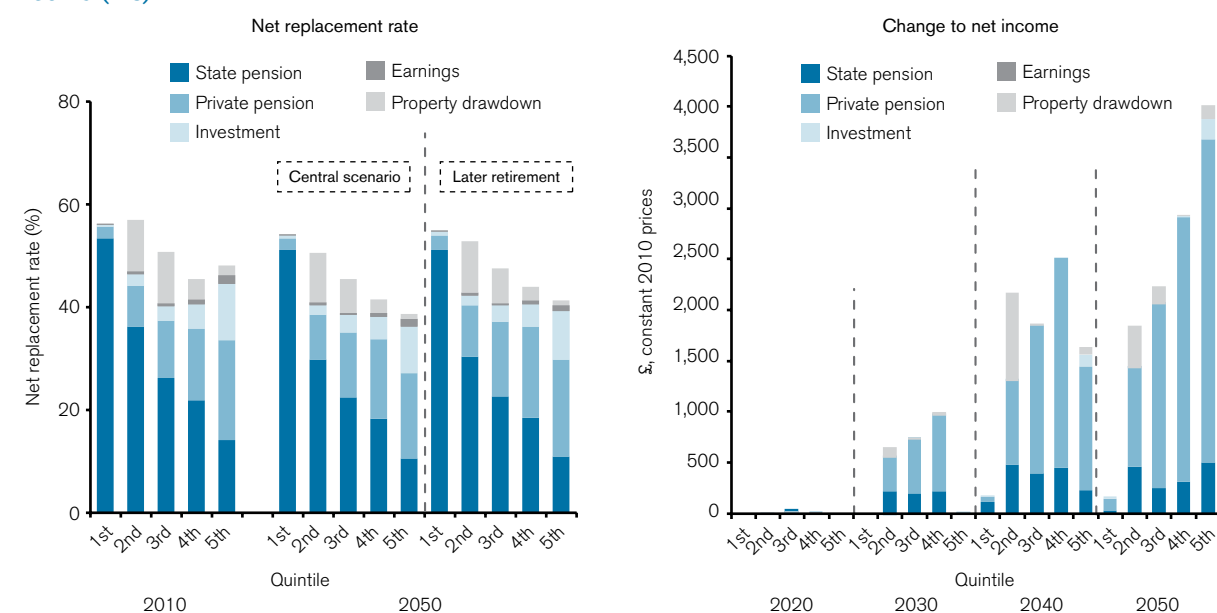 Net replacement rate
State pension
Earnings
Private pension
Property drawdown
Investment
80
60
40
20
0
Net replacement rate (%)
Central scenario
Later retirement
1st 2nd 3rd 4th 5th 1st 2nd 3rd 4th 5th 1st 2nd 3rd 4th 5th
Quintile
2010 2050
Change to net income
State pension
Earnings
Private pension
Property drawdown
Investment
4,500
4,000
3,500
3,000
2,500
2,000
1,500
1,000
500
0
£, constant 2010 prices
1st 2nd 3rd 4th 5th 1st 2nd 3rd 4th 5th 1st 2nd 3rd 4th 5th 1st 2nd 3rd 4th 5th
Quintile
2020 2030 2040 2050